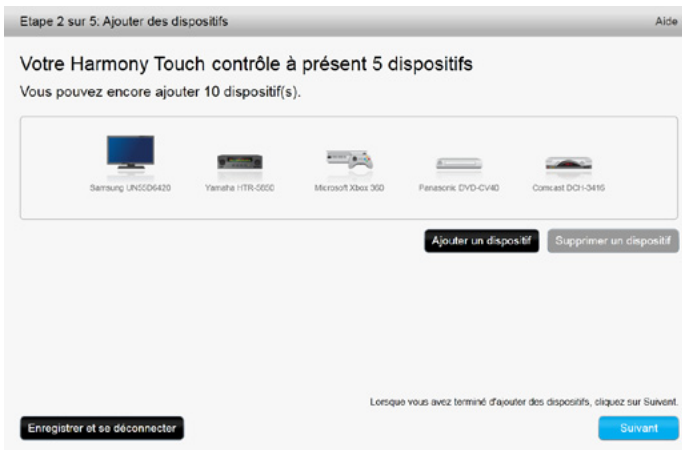 Etape 2 sur 5: Ajouter des dispositifs Aide
Votre Harmony Touch contrôle à présent 5 dispositifs
Vous pouvez encore ajouter 10 dispositif(s).
Samsung UN55D6420 Yamaha HTR-5650 Microsoft Xbox 360 Panasonic DVD-CV40 Comcast DCH-3416
Ajouter un dispositif Supprimer un dispositif
Lorsque vous avez terminé d'ajouter des dispositifs, cliquez sur Suivant.
Enregistrer et se déconnecter Suivant